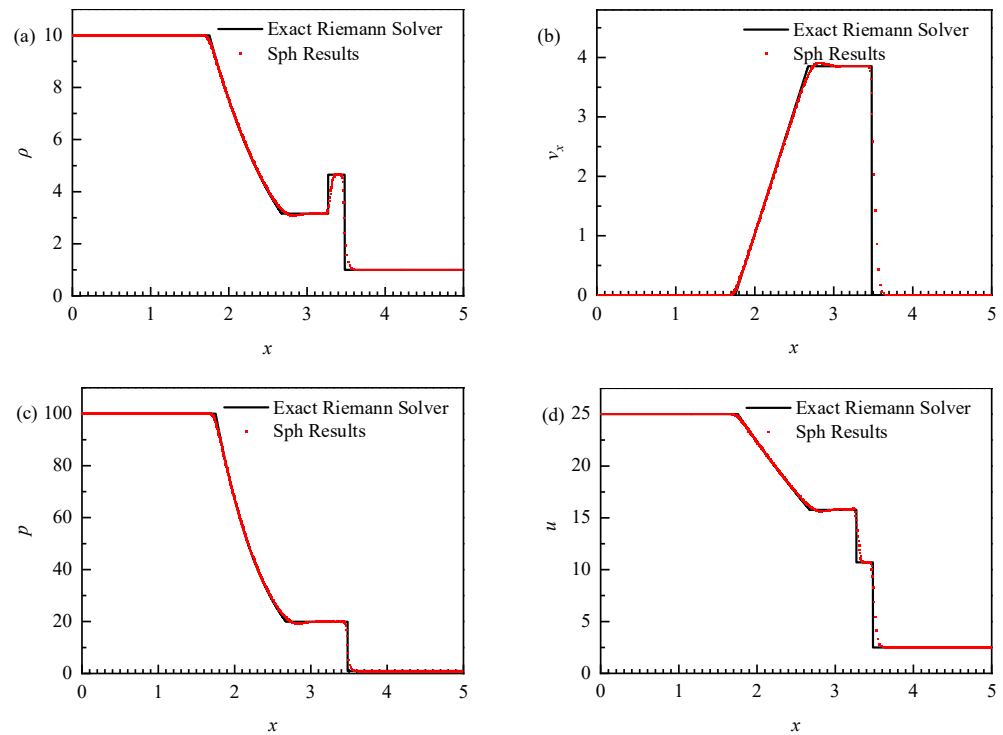 (a)
Exact Riemann Solver
Sph Results
10
8
6
4
2
0
ρ
0 1 2 3 4 5
x
(b)
Exact Riemann Solver
Sph Results
4
3
2
1
0
vₓ
0 1 2 3 4 5
x
(c)
Exact Riemann Solver
Sph Results
100
80
60
40
20
0
p
0 1 2 3 4 5
x
(d)
Exact Riemann Solver
Sph Results
25
20
15
10
5
0
u
0 1 2 3 4 5
x